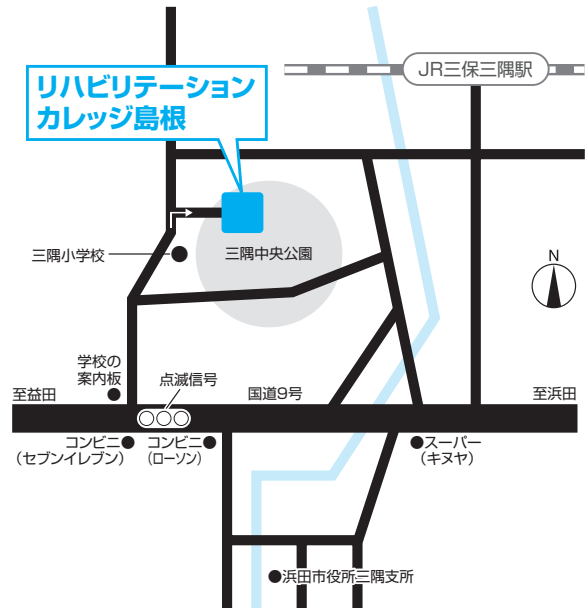 リハビリテーション
カレッジ島根
JR三保三隅駅
三隅小学校
三隅中央公園
N
学校の
案内板
点滅信号
至益田
国道9号
至浜田
コンビニ
（セブンイレブン）
コンビニ
（ローソン）
スーパー
（キヌヤ）
浜田市役所三隅支所